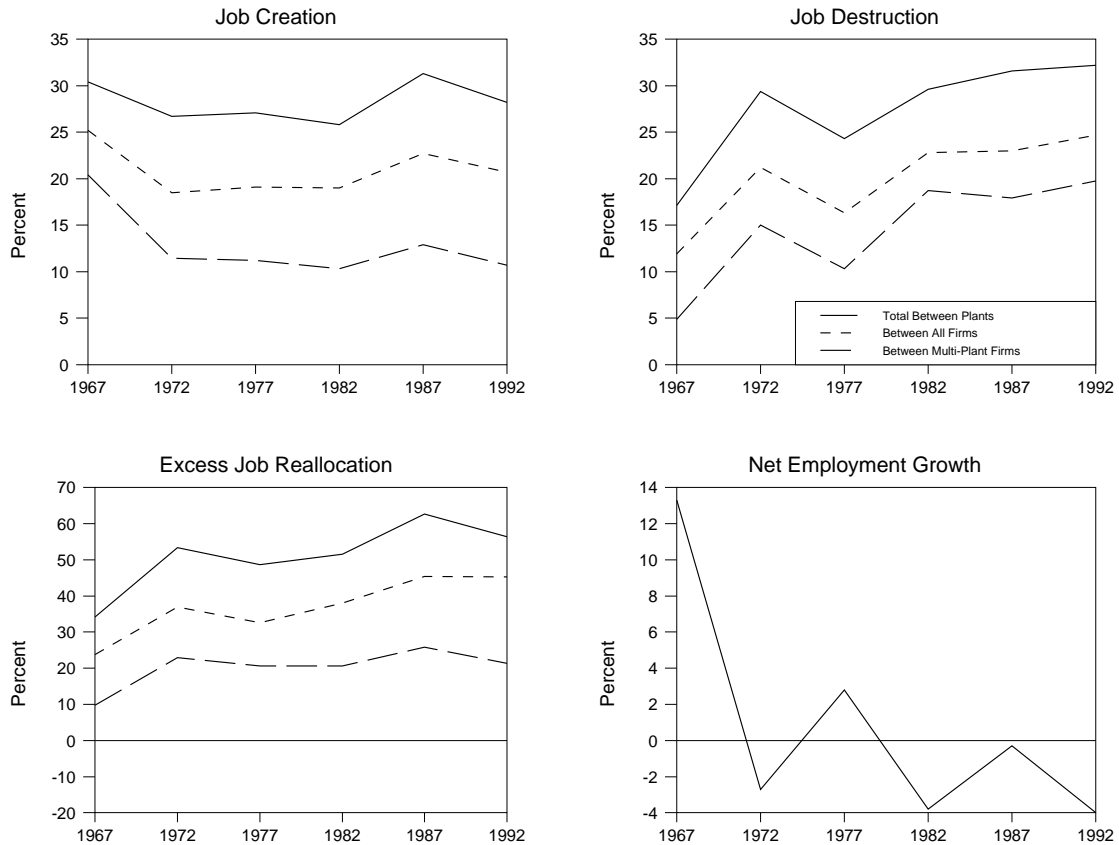 Job Creation
Percent
35
30
25
20
15
10
5
0
1967 1972 1977 1982 1987 1992
Job Destruction
Percent
35
30
25
20
15
10
5
0
Total Between Plants
Between All Firms
Between Multi-Plant Firms
1967 1972 1977 1982 1987 1992
Excess Job Reallocation
Percent
70
60
50
40
30
20
10
0
-10
-20
1967 1972 1977 1982 1987 1992
Net Employment Growth
Percent
14
12
10
8
6
4
2
0
-2
-4
1967 1972 1977 1982 1987 1992